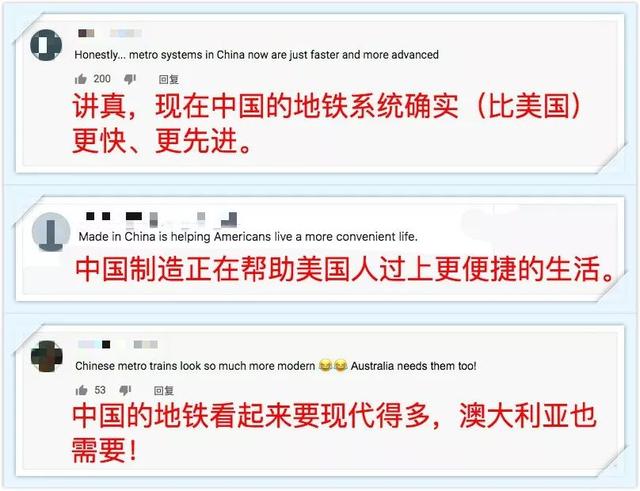 Honestly... metro systems in China now are just faster and more advanced
200 回复
讲真，现在中国的地铁系统确实（比美国）
更快、更先进。
Made in China is helping Americans live a more convenient life.
中国制造正在帮助美国人过上更便捷的生活。
Chinese metro trains look so much more modern 😂😂 Australia needs them too!
53 回复
中国的地铁看起来要现代得多，澳大利亚也
需要！